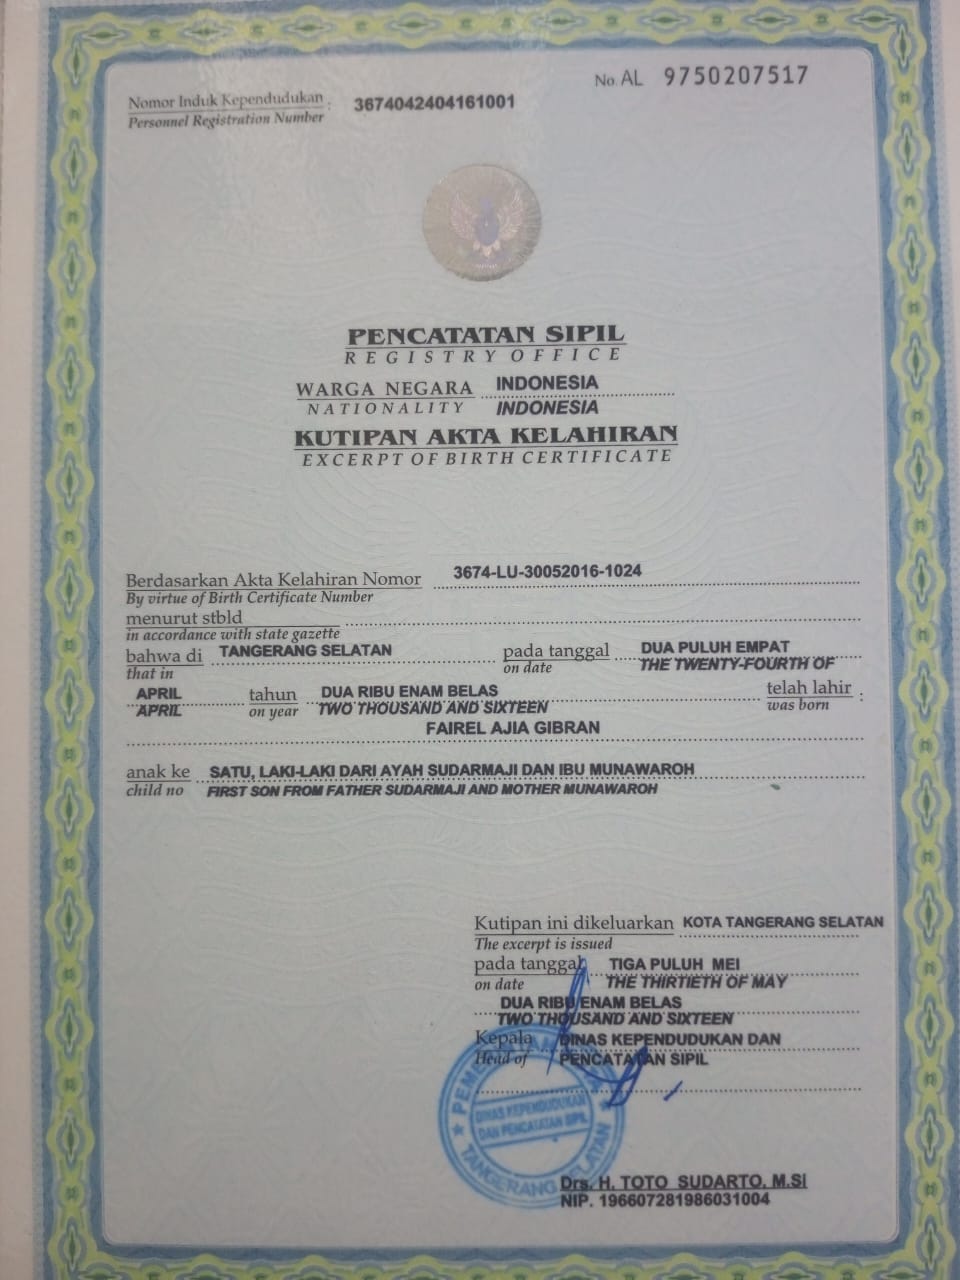 No. AL 9750207517
Nomor Induk Kependudukan : 3674042404161001
Personnel Registration Number
PENCATATAN SIPIL
REGISTRY OFFICE
WARGA NEGARA INDONESIA
NATIONALITY INDONESIA
KUTIPAN AKTA KELAHIRAN
EXCERPT OF BIRTH CERTIFICATE
Berdasarkan Akta Kelahiran Nomor 3674-LU-30052016-1024
By virtue of Birth Certificate Number
menurut stbld
in accordance with state gazette
bahwa di TANGERANG SELATAN pada tanggal DUA PULUH EMPAT
that in on date THE TWENTY-FOURTH OF
APRIL tahun DUA RIBU ENAM BELAS telah lahir :
APRIL on year TWO THOUSAND AND SIXTEEN was born
FAIREL AJIA GIBRAN
anak ke SATU, LAKI-LAKI DARI AYAH SUDARMAJI DAN IBU MUNAWAROH
child no FIRST SON FROM FATHER SUDARMAJI AND MOTHER MUNAWAROH
Kutipan ini dikeluarkan KOTA TANGERANG SELATAN
The excerpt is issued
pada tanggal TIGA PULUH MEI
on date THE THIRTIETH OF MAY
DUA RIBU ENAM BELAS
TWO THOUSAND AND SIXTEEN
Kepala DINAS KEPENDUDUKAN DAN
Head of PENCATATAN SIPIL
DINAS KEPENDUDUKAN
DAN PENCATATAN SIPIL
TANGERANG SELATAN
Drs. H. TOTO SUDARTO, M.SI
NIP. 196607281986031004